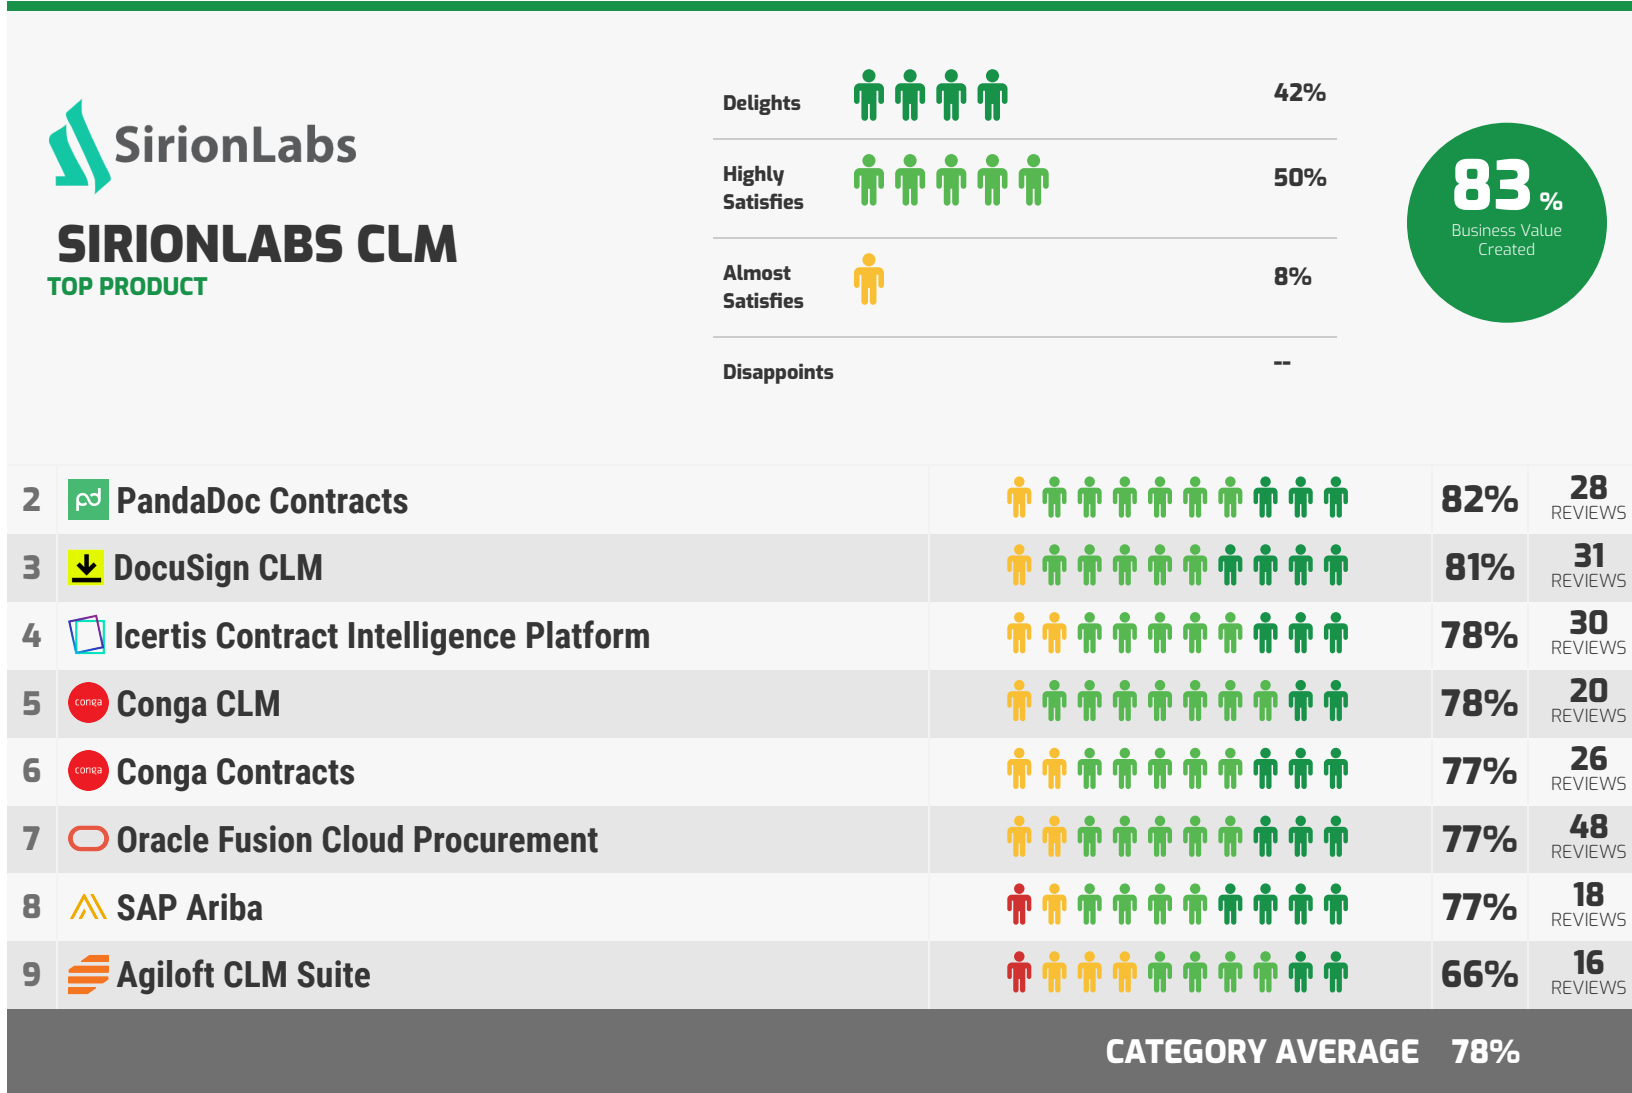 SirionLabs
SIRIONLABS CLM
TOP PRODUCT
Delights 42%
Highly
Satisfies 50%
Almost
Satisfies 8%
Disappoints --
83 %
Business Value
Created
2 pd PandaDoc Contracts 82% 28 REVIEWS
3 DocuSign CLM 81% 31 REVIEWS
4 Icertis Contract Intelligence Platform 78% 30 REVIEWS
5 conga Conga CLM 78% 20 REVIEWS
6 conga Conga Contracts 77% 26 REVIEWS
7 Oracle Fusion Cloud Procurement 77% 48 REVIEWS
8 SAP Ariba 77% 18 REVIEWS
9 Agiloft CLM Suite 66% 16 REVIEWS
CATEGORY AVERAGE 78%